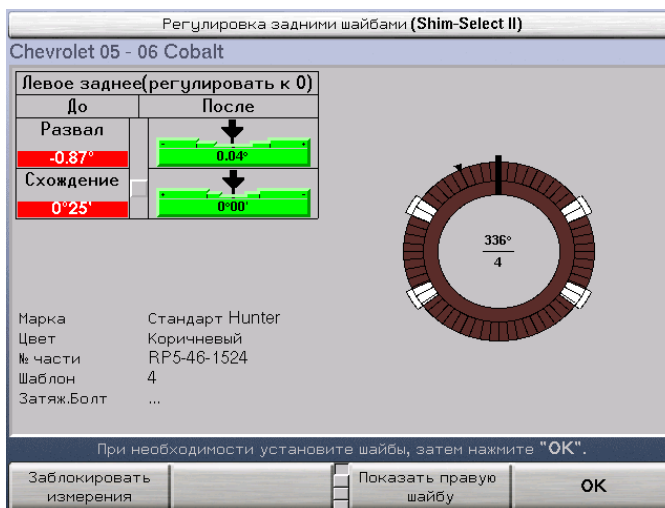 Регулировка задними шайбами (Shim-Select II)
Chevrolet 05 - 06 Cobalt
Левое заднее(регулировать к 0)
До После
Развал
-0.87° 0.04°
Схождение
0°25' 0°00'
336°
4
Марка Стандарт Hunter
Цвет Коричневый
№ части RP5-46-1524
Шаблон 4
Затяж.Болт ...
При необходимости установите шайбы, затем нажмите "OK".
Заблокировать измерения
Показать правую шайбу
OK